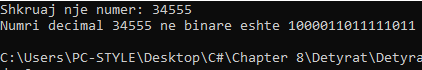 Shkruaj nje numer: 34555
Numri decimal 34555 ne binare eshte 1000011011111011
C:\Users\PC-STYLE\Desktop\C#\Chapter 8\Detyrat\Detyra